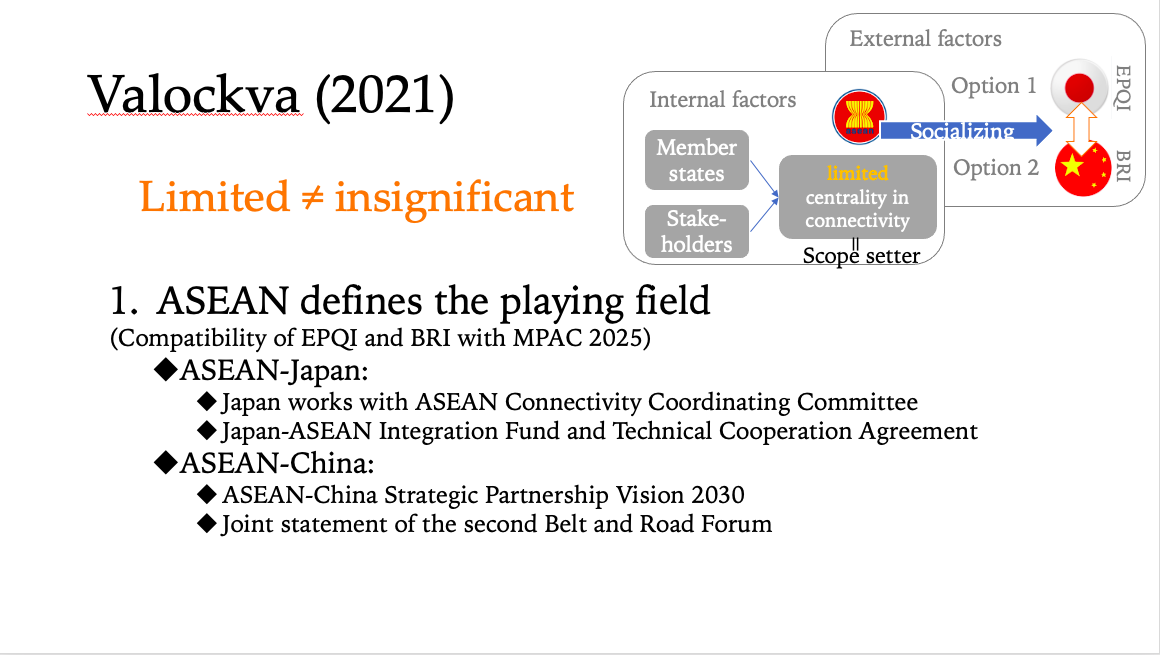 Valockva (2021)
Limited ≠ insignificant
External factors
Option 1
EPQI
Internal factors
Socializing
Member
states
Option 2
BRI
limited
centrality in
connectivity
Stake-
holders
=
Scope setter
1. ASEAN defines the playing field
(Compatibility of EPQI and BRI with MPAC 2025)
◆ASEAN-Japan:
◆Japan works with ASEAN Connectivity Coordinating Committee
◆Japan-ASEAN Integration Fund and Technical Cooperation Agreement
◆ASEAN-China:
◆ASEAN-China Strategic Partnership Vision 2030
◆Joint statement of the second Belt and Road Forum